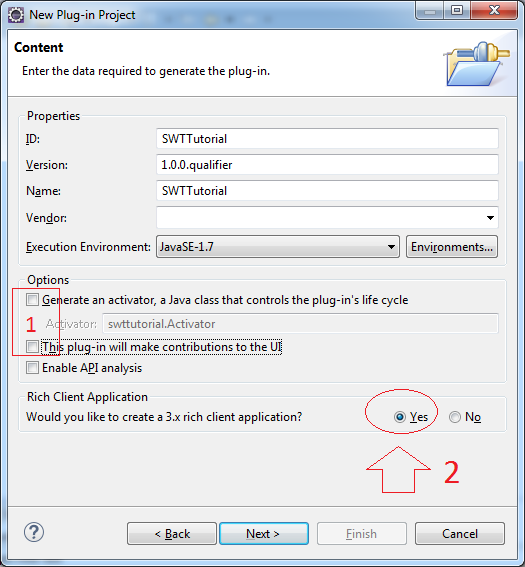 New Plug-in Project
Content
Enter the data required to generate the plug-in.
Properties
ID: SWTTutorial
Version: 1.0.0.qualifier
Name: SWTTutorial
Vendor:
Execution Environment: JavaSE-1.7 Environments...
Options
Generate an activator, a Java class that controls the plug-in's life cycle
1 Activator: swttutorial.Activator
This plug-in will make contributions to the UI
Enable API analysis
Rich Client Application
Would you like to create a 3.x rich client application? Yes No
2
? < Back Next > Finish Cancel